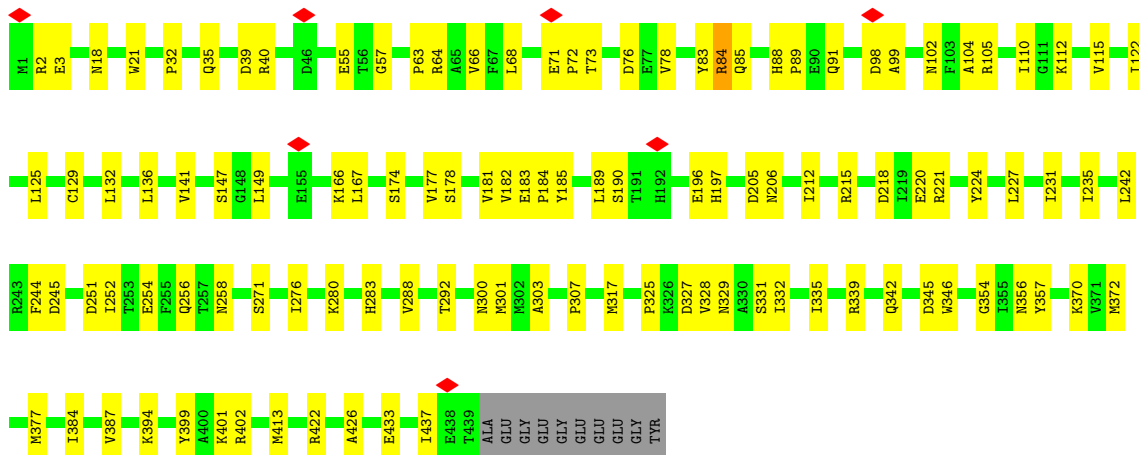 M1 R2 E3 N18 W21 P32 Q35 D39 R40 D46 E55 T56 G57 P63 R64 A65 V66 F67 L68 E71 P72 T73 D76 E77 V78 Y83 R84 Q85 H88 P89 E90 Q91 D98 A99 N102 F103 A104 R105 I110 G111 K112 V115 I122
L125 C129 L132 L136 V141 S147 G148 L149 E155 K166 L167 S174 V177 S178 V181 V182 E183 P184 Y185 L189 S190 T191 H192 E196 H197 D205 N206 I212 R215 D218 I219 E220 R221 Y224 L227 I231 I235 L242
R243 F244 D245 D251 I252 T253 E254 F255 Q256 T257 N258 S271 I276 K280 H283 V288 T292 N300 M301 M302 A303 P307 M317 P325 K326 D327 V328 N329 A330 S331 I332 I335 R339 Q342 D345 W346 G354 I355 N356 Y357 K370 V371 M372
M377 I384 V387 K394 Y399 A400 K401 R402 M413 R422 A426 E433 I437 E438 T439 ALA GLU GLY GLU GLY GLU GLU GLU GLY TYR